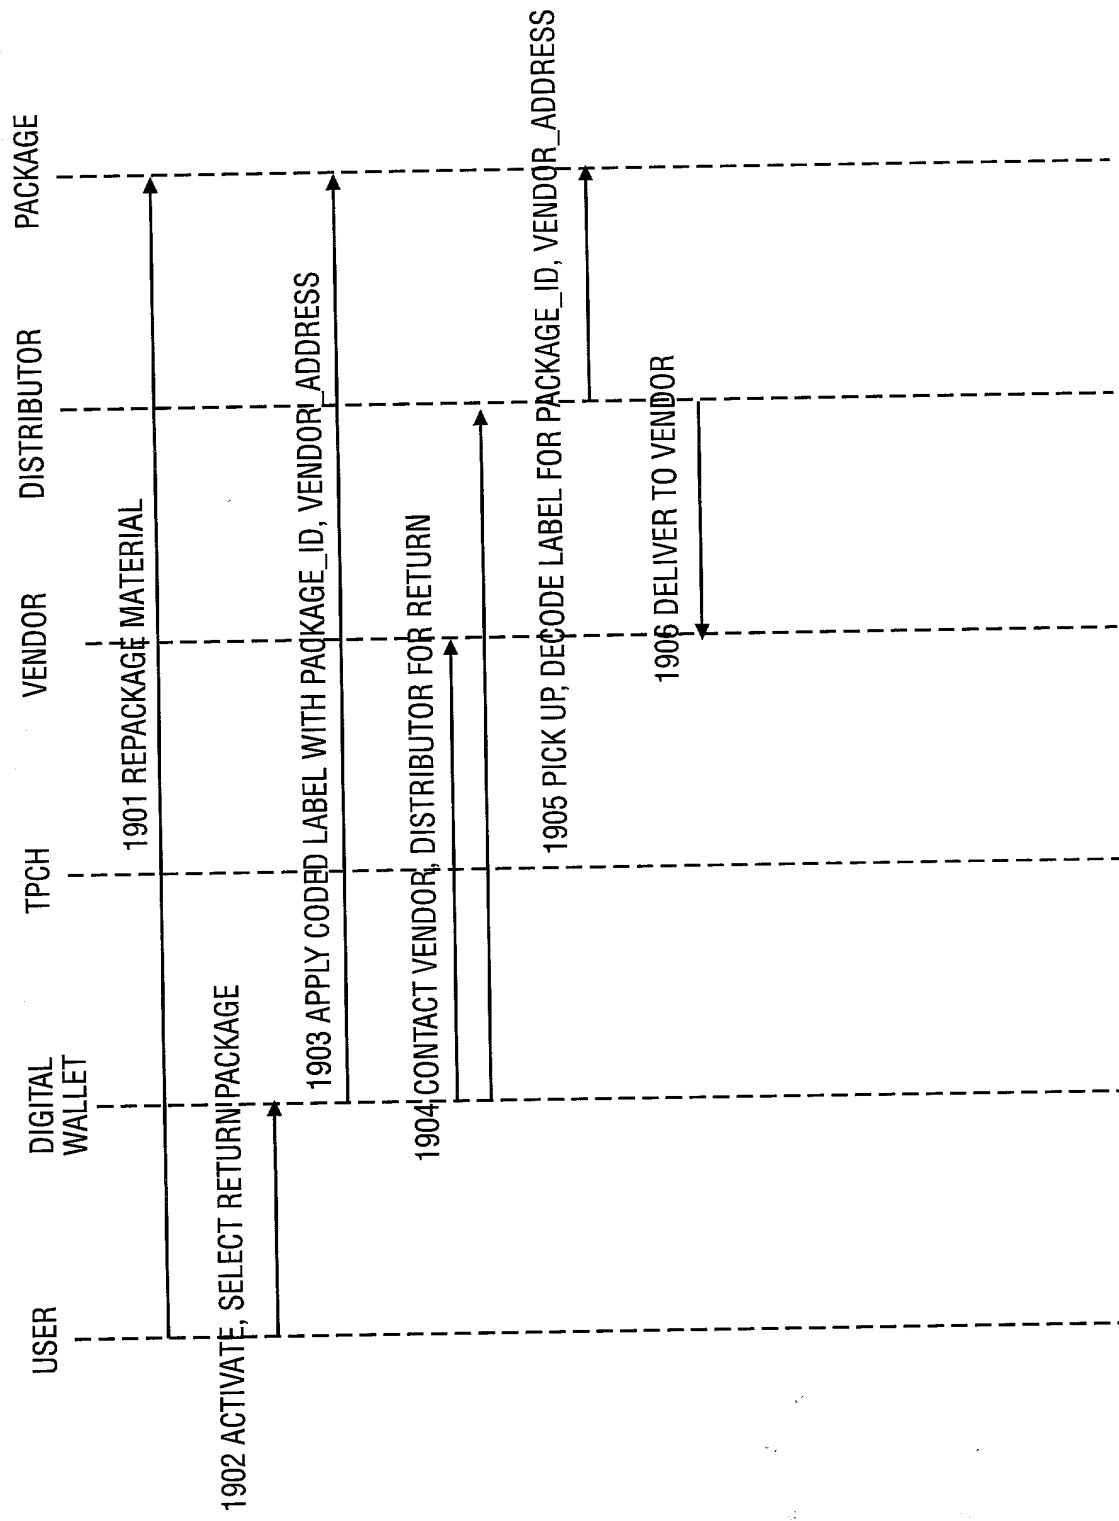 USER
DIGITAL
WALLET
TPCH
VENDOR
DISTRIBUTOR
PACKAGE
1901 REPACKAGE MATERIAL
1902 ACTIVATE, SELECT RETURN PACKAGE
1903 APPLY CODED LABEL WITH PACKAGE_ID, VENDOR_ADDRESS
1904 CONTACT VENDOR, DISTRIBUTOR FOR RETURN
1905 PICK UP, DECODE LABEL FOR PACKAGE_ID, VENDOR_ADDRESS
1906 DELIVER TO VENDOR